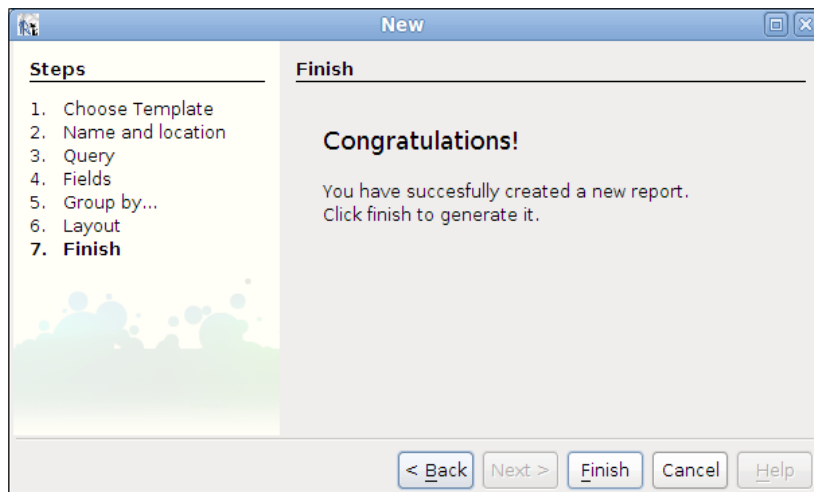 New
Steps
1. Choose Template
2. Name and location
3. Query
4. Fields
5. Group by...
6. Layout
7. Finish
Finish
Congratulations!
You have succesfully created a new report.
Click finish to generate it.
< Back Next > Finish Cancel Help